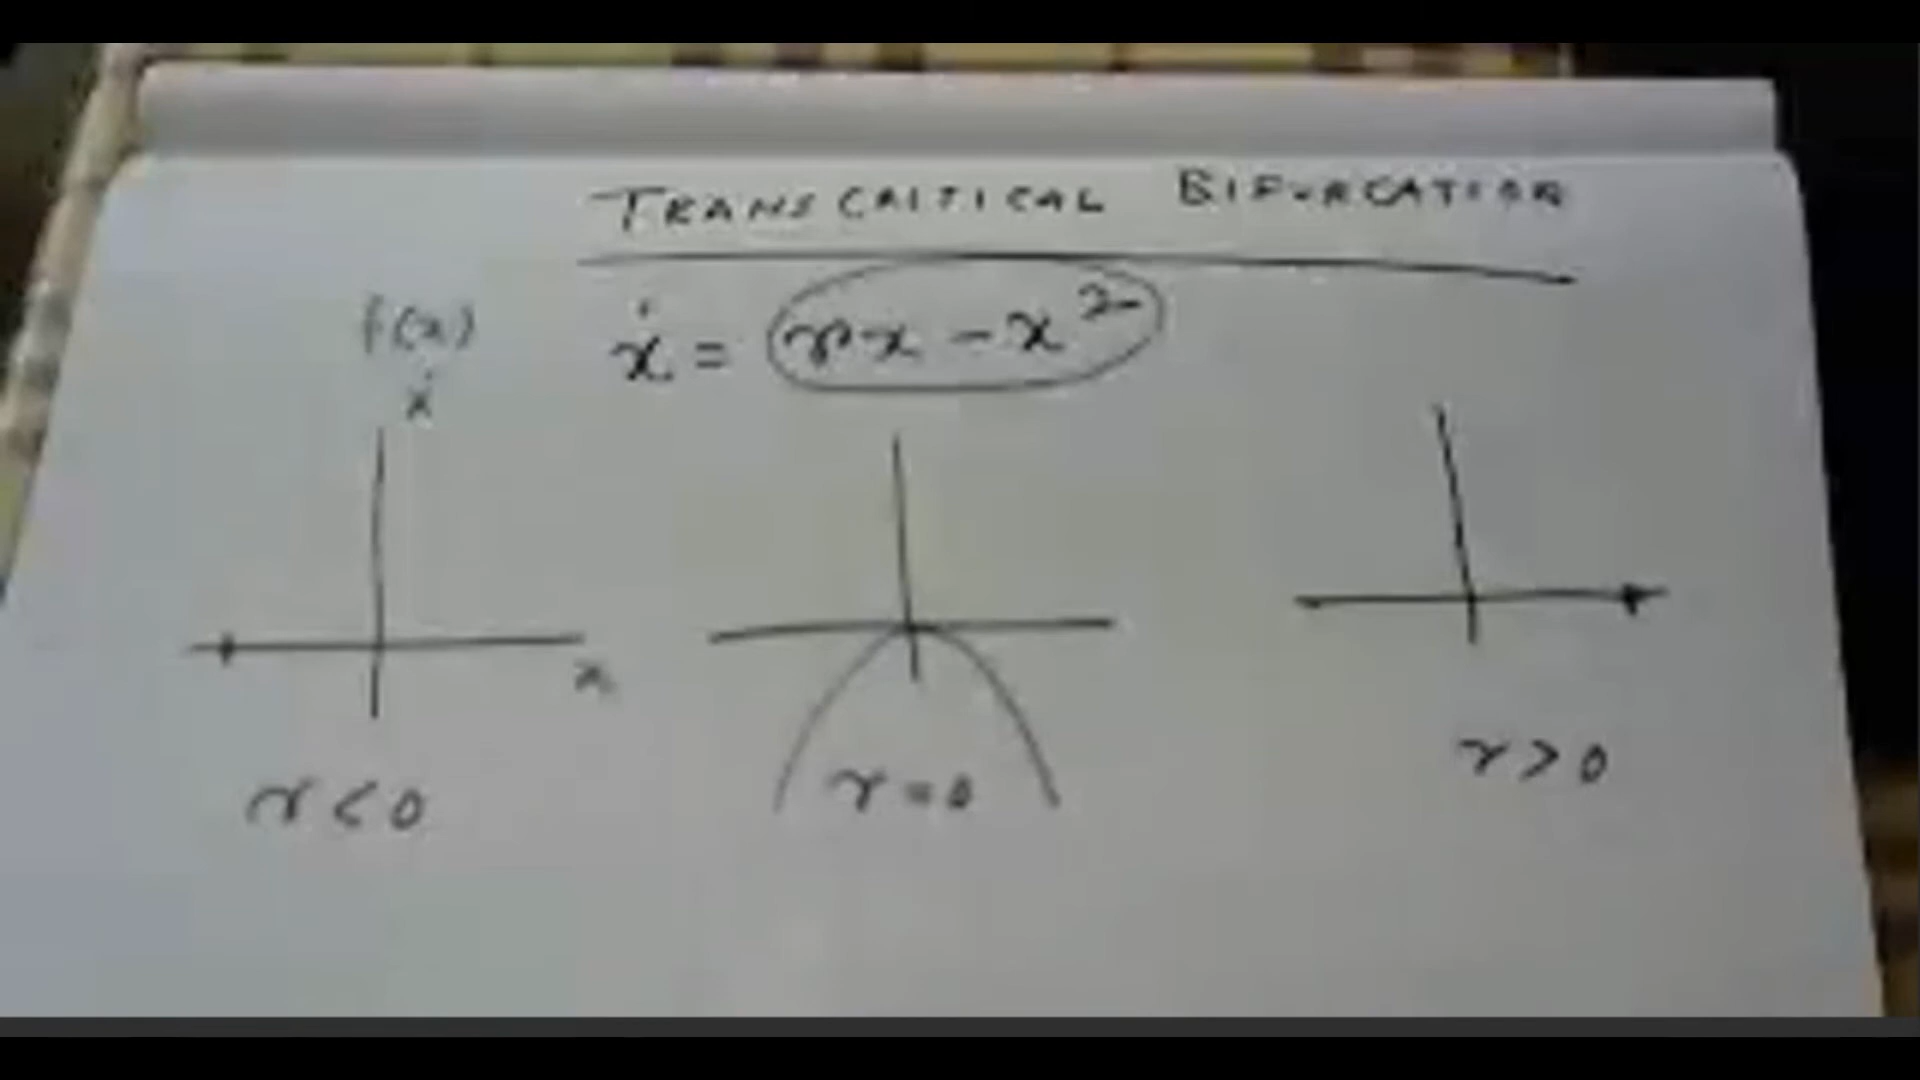 TRANSCRITICAL BIFURCATION
f(x)
ẋ = rx - x²
ẋ
x
r < 0
r = 0
r > 0